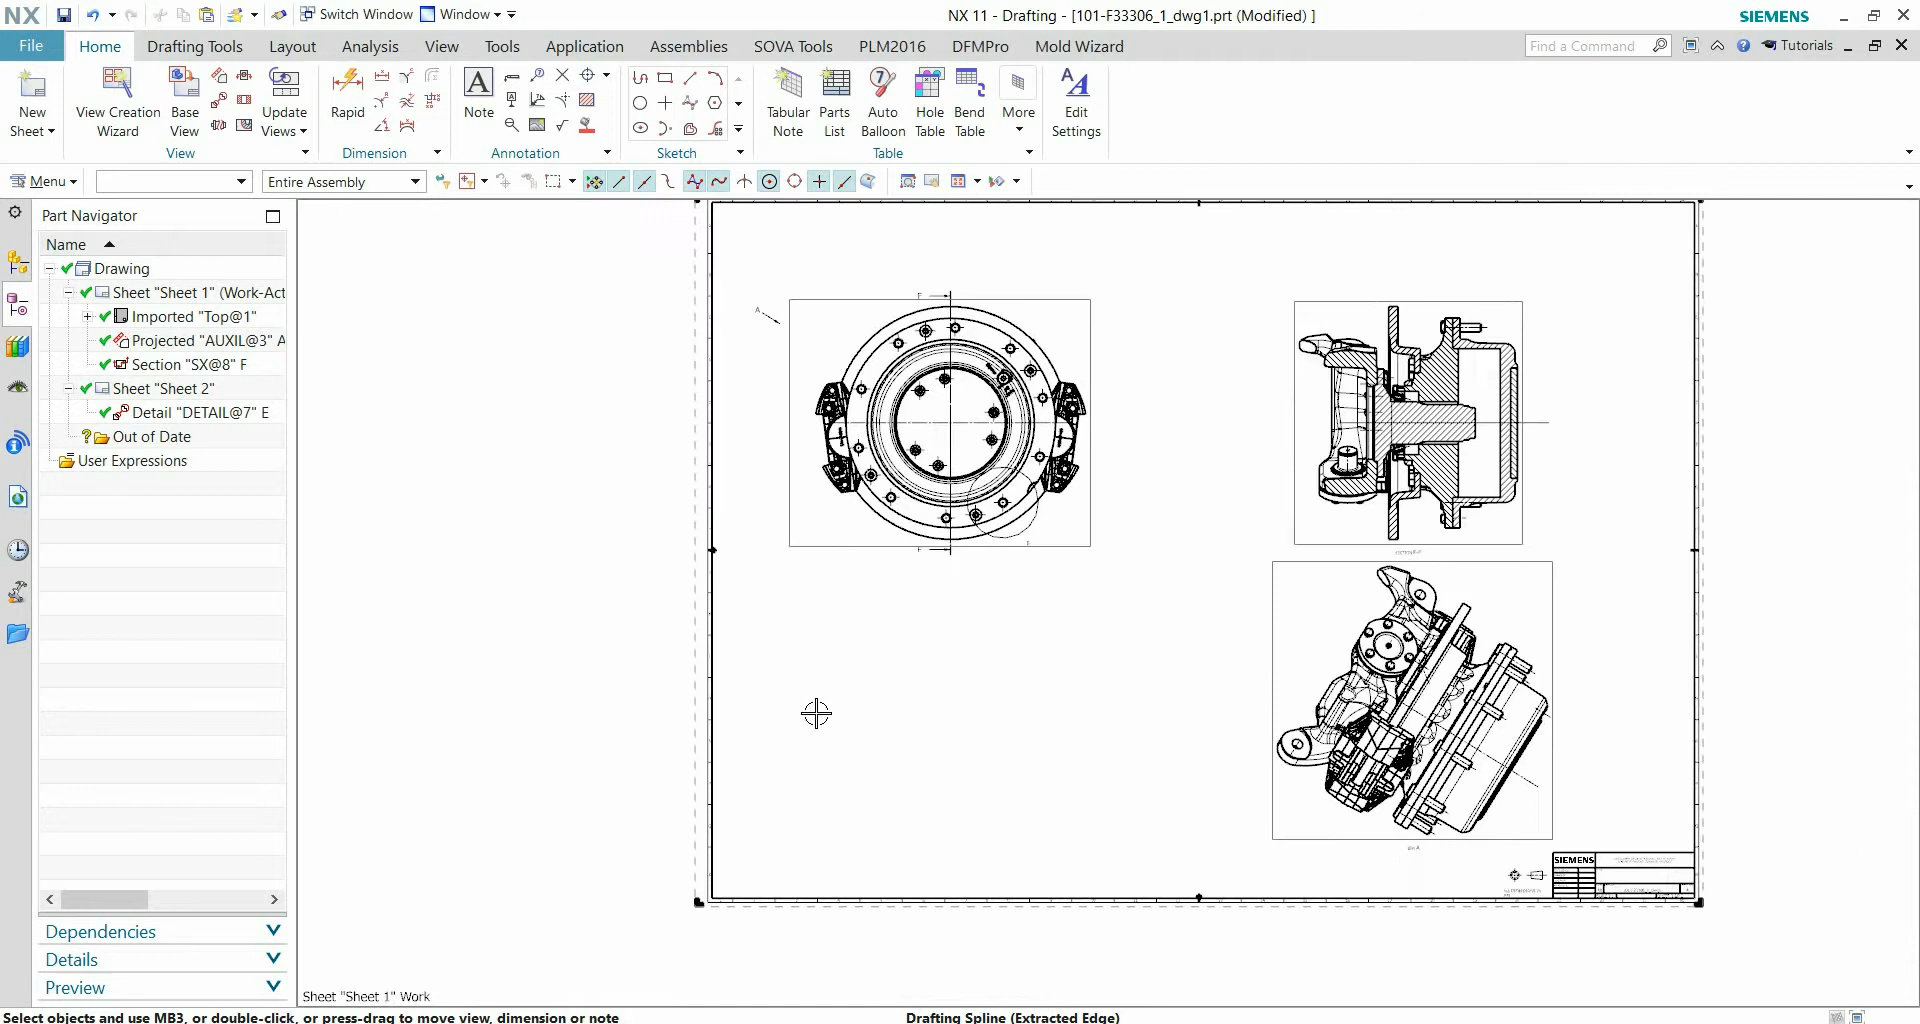 NX
Switch Window
Window
NX 11 - Drafting - [101-F33306_1_dwg1.prt (Modified) ]
SIEMENS
File
Home
Drafting Tools
Layout
Analysis
View
Tools
Application
Assemblies
SOVA Tools
PLM2016
DFMPro
Mold Wizard
Find a Command
Tutorials
New Sheet
View Creation Wizard
Base View
Update Views
Rapid
A
Note
Tabular Note
Parts List
Auto Balloon
Hole Table
Bend Table
More
Edit Settings
View
Dimension
Annotation
Sketch
Table
Menu
Entire Assembly
Part Navigator
Name
Drawing
Sheet "Sheet 1" (Work-Act
Imported "Top@1"
Projected "AUXIL@3" A
Section "SX@8" F
Sheet "Sheet 2"
Detail "DETAIL@7" E
Out of Date
User Expressions
Dependencies
Details
Preview
F
A
F
SIEMENS
Sheet "Sheet 1" Work
Select objects and use MB3, or double-click, or press-drag to move view, dimension or note
Drafting Spline (Extracted Edge)